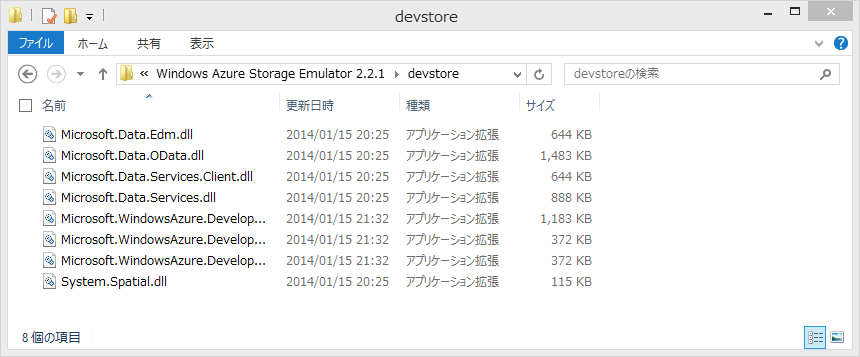 devstore
ファイル ホーム 共有 表示
« Windows Azure Storage Emulator 2.2.1 devstore devstoreの検索
名前 更新日時 種類 サイズ
Microsoft.Data.Edm.dll 2014/01/15 20:25 アプリケーション拡張 644 KB
Microsoft.Data.OData.dll 2014/01/15 20:25 アプリケーション拡張 1,483 KB
Microsoft.Data.Services.Client.dll 2014/01/15 20:25 アプリケーション拡張 644 KB
Microsoft.Data.Services.dll 2014/01/15 20:25 アプリケーション拡張 888 KB
Microsoft.WindowsAzure.Develop... 2014/01/15 21:32 アプリケーション拡張 1,183 KB
Microsoft.WindowsAzure.Develop... 2014/01/15 21:32 アプリケーション拡張 372 KB
Microsoft.WindowsAzure.Develop... 2014/01/15 21:32 アプリケーション拡張 372 KB
System.Spatial.dll 2014/01/15 20:25 アプリケーション拡張 115 KB
8 個の項目